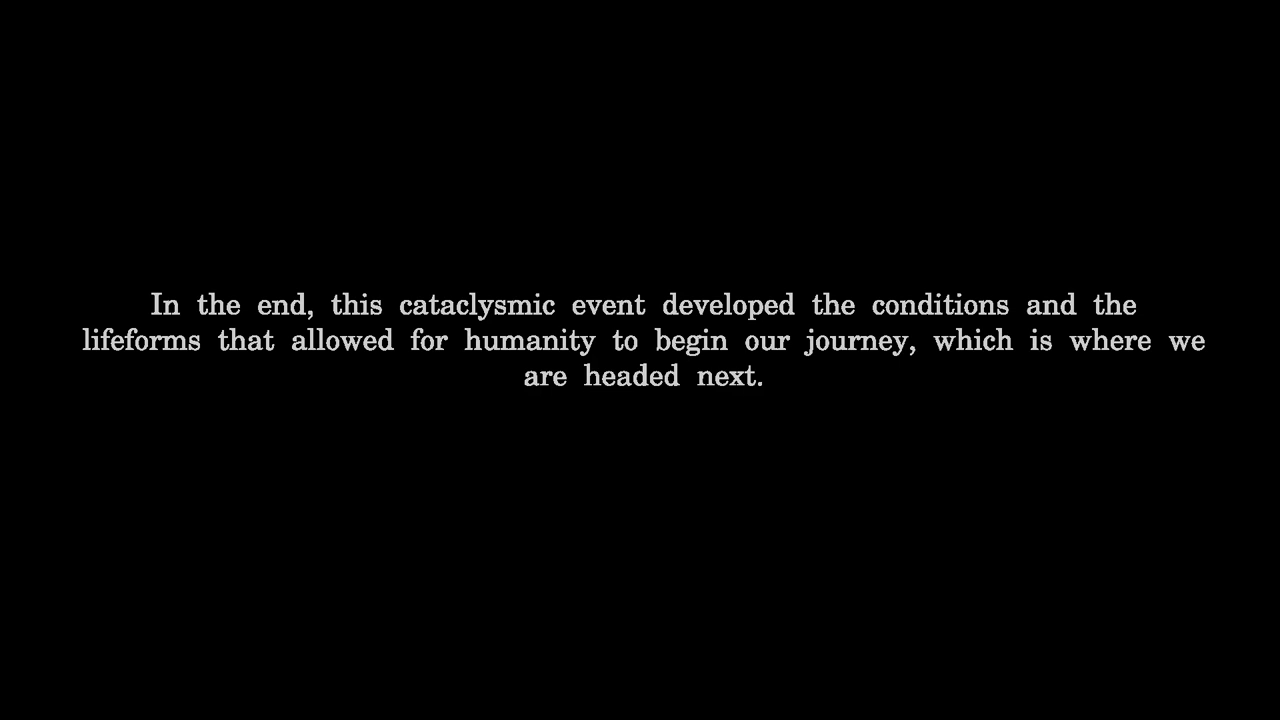 In the end, this cataclysmic event developed the conditions and the
lifeforms that allowed for humanity to begin our journey, which is where we
are headed next.